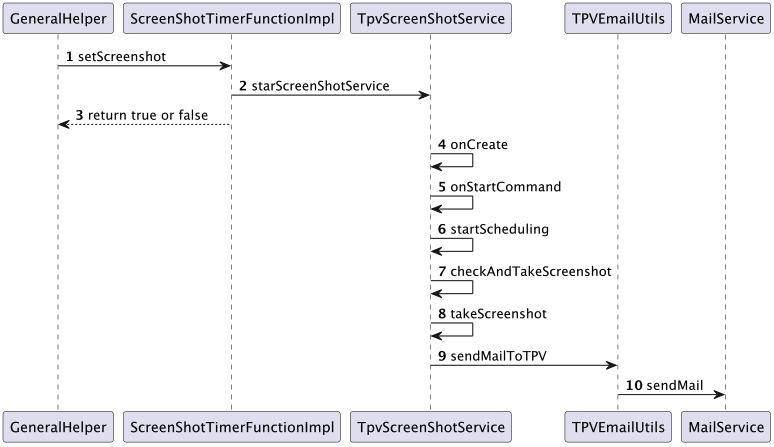 GeneralHelper ScreenShotTimerFunctionImpl TpvScreenShotService TPVEmailUtils MailService
1 setScreenshot
2 starScreenShotService
3 return true or false
4 onCreate
5 onStartCommand
6 startScheduling
7 checkAndTakeScreenshot
8 takeScreenshot
9 sendMailToTPV
10 sendMail
GeneralHelper ScreenShotTimerFunctionImpl TpvScreenShotService TPVEmailUtils MailService